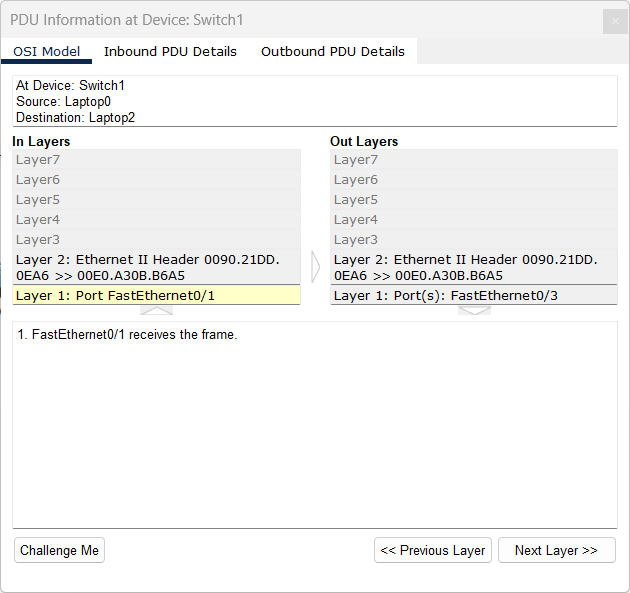 PDU Information at Device: Switch1
OSI Model
Inbound PDU Details
Outbound PDU Details
At Device: Switch1
Source: Laptop0
Destination: Laptop2
In Layers
Layer7
Layer6
Layer5
Layer4
Layer3
Layer 2: Ethernet II Header 0090.21DD.
0EA6 >> 00E0.A30B.B6A5
Layer 1: Port FastEthernet0/1
Out Layers
Layer7
Layer6
Layer5
Layer4
Layer3
Layer 2: Ethernet II Header 0090.21DD.
0EA6 >> 00E0.A30B.B6A5
Layer 1: Port(s): FastEthernet0/3
1. FastEthernet0/1 receives the frame.
Challenge Me
<< Previous Layer
Next Layer >>